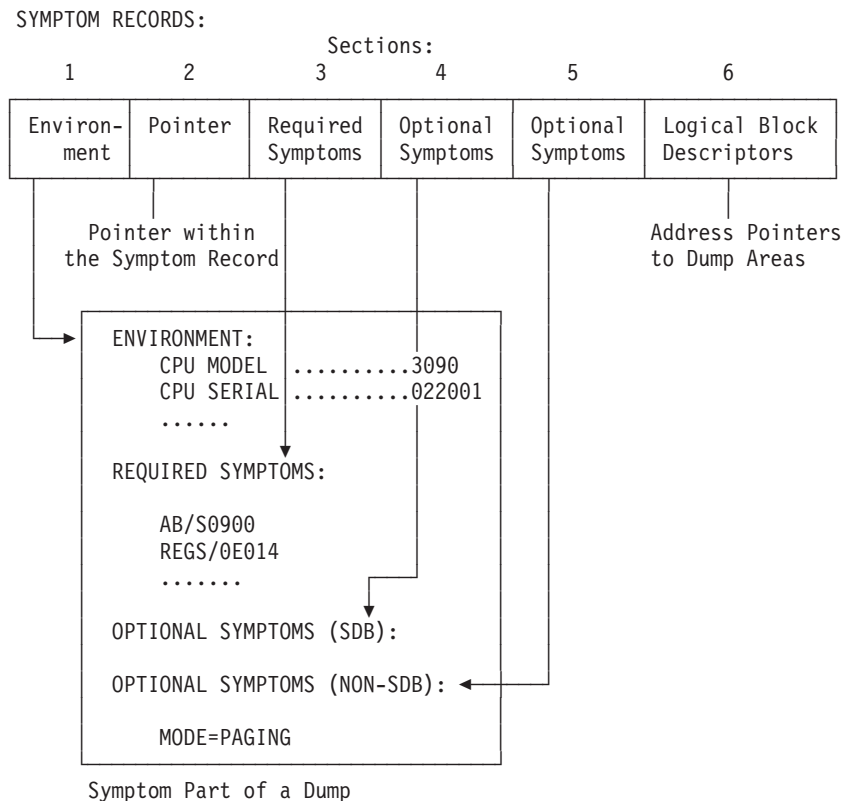 SYMPTOM RECORDS:
Sections:
1 2 3 4 5 6
Environ- Pointer Required Optional Optional Logical Block
ment Symptoms Symptoms Symptoms Descriptors
Pointer within Address Pointers
the Symptom Record to Dump Areas
ENVIRONMENT:
CPU MODEL ..........3090
CPU SERIAL ..........022001
......
REQUIRED SYMPTOMS:
AB/S0900
REGS/0E014
.......
OPTIONAL SYMPTOMS (SDB):
OPTIONAL SYMPTOMS (NON-SDB):
MODE=PAGING
Symptom Part of a Dump